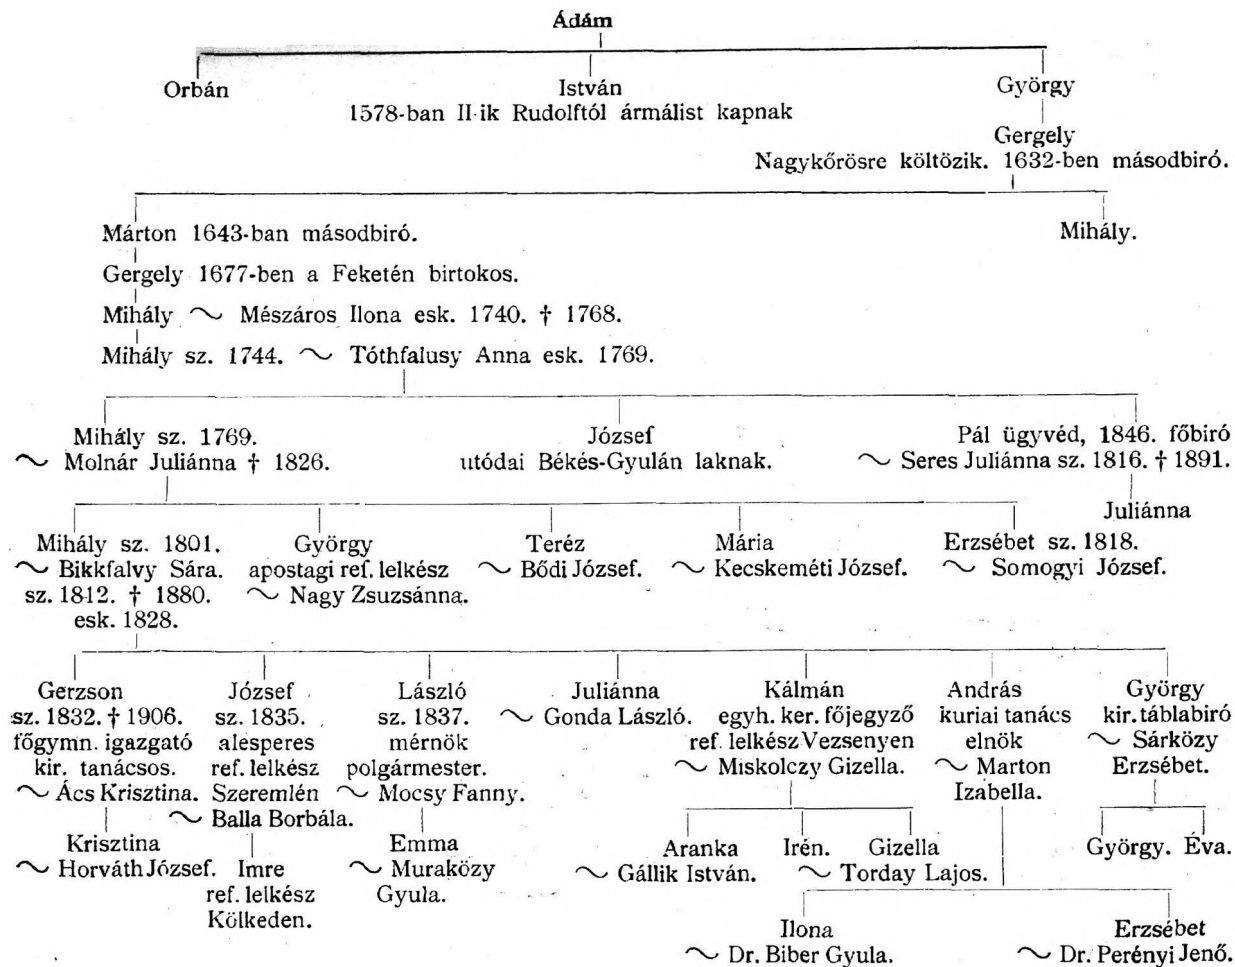 Ádám
Orbán István György
1578-ban II-ik Rudolftól ármálist kapnak
Gergely
Nagykőrösre költözik. 1632-ben másodbiró.
Márton 1643-ban másodbiró. Mihály.
Gergely 1677-ben a Feketén birtokos.
Mihály ~ Mészáros Ilona esk. 1740. † 1768.
Mihály sz. 1744. ~ Tóthfalusy Anna esk. 1769.
Mihály sz. 1769. József Pál ügyvéd, 1846. főbiró
~ Molnár Juliánna † 1826. utódai Békés-Gyulán laknak. ~ Seres Juliánna sz. 1816. † 1891.
Juliánna
Mihály sz. 1801. György Teréz Mária Erzsébet sz. 1818.
~ Bikkfalvy Sára. apostagi ref. lelkész ~ Bődi József. ~ Kecskeméti József. ~ Somogyi József.
sz. 1812. † 1880. ~ Nagy Zsuzsánna.
esk. 1828.
Gerzson József László Juliánna Kálmán András György
sz. 1832. † 1906. sz. 1835. sz. 1837. ~ Gonda László. egyh. ker. főjegyző kuriai tanács kir. táblabiró
főgymn. igazgató alesperes mérnök ref. lelkész Vezsenyen elnök ~ Sárközy
kir. tanácsos. ref. lelkész polgármester. ~ Miskolczy Gizella. ~ Marton Erzsébet.
~ Ács Krisztina. Szeremlén ~ Mocsy Fanny. Izabella.
~ Balla Borbála.
Krisztina Emma Aranka Irén. Gizella György. Éva.
~ Horváth József. Imre ~ Muraközy ~ Gállik István. ~ Torday Lajos.
ref. lelkész Gyula.
Kölkeden.
Ilona Erzsébet
~ Dr. Biber Gyula. ~ Dr. Perényi Jenő.